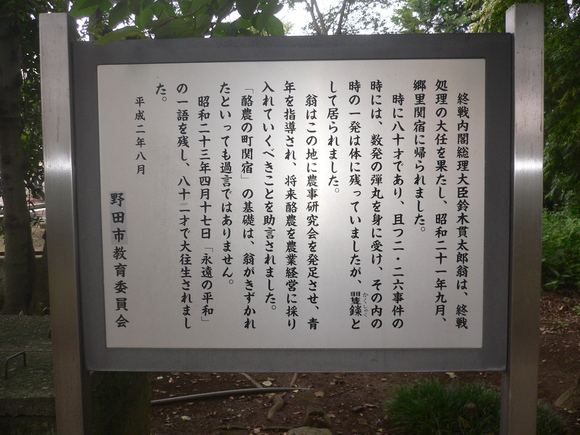 終戦内閣総理大臣鈴木貫太郎翁は、終戦
処理の大任を果たし、昭和二十一年九月、
郷里関宿に帰られました。
時に八十才であり、且つ二・二六事件の
時には、数発の弾丸を身に受け、その内の
時の一発は体に残っていましたが、矍鑠と
かくしゃく
して居られました。
翁はこの地に農事研究会を発足させ、青
年を指導され、将来酪農を農業経営に採り
入れていくべきことを助言されました。
「酪農の町関宿」の基礎は、翁がきずかれ
たといっても過言ではありません。
昭和二十三年四月十七日「永遠の平和」
の一語を残し、八十二才で大往生されまし
た。
平成二年八月
野田市教育委員会